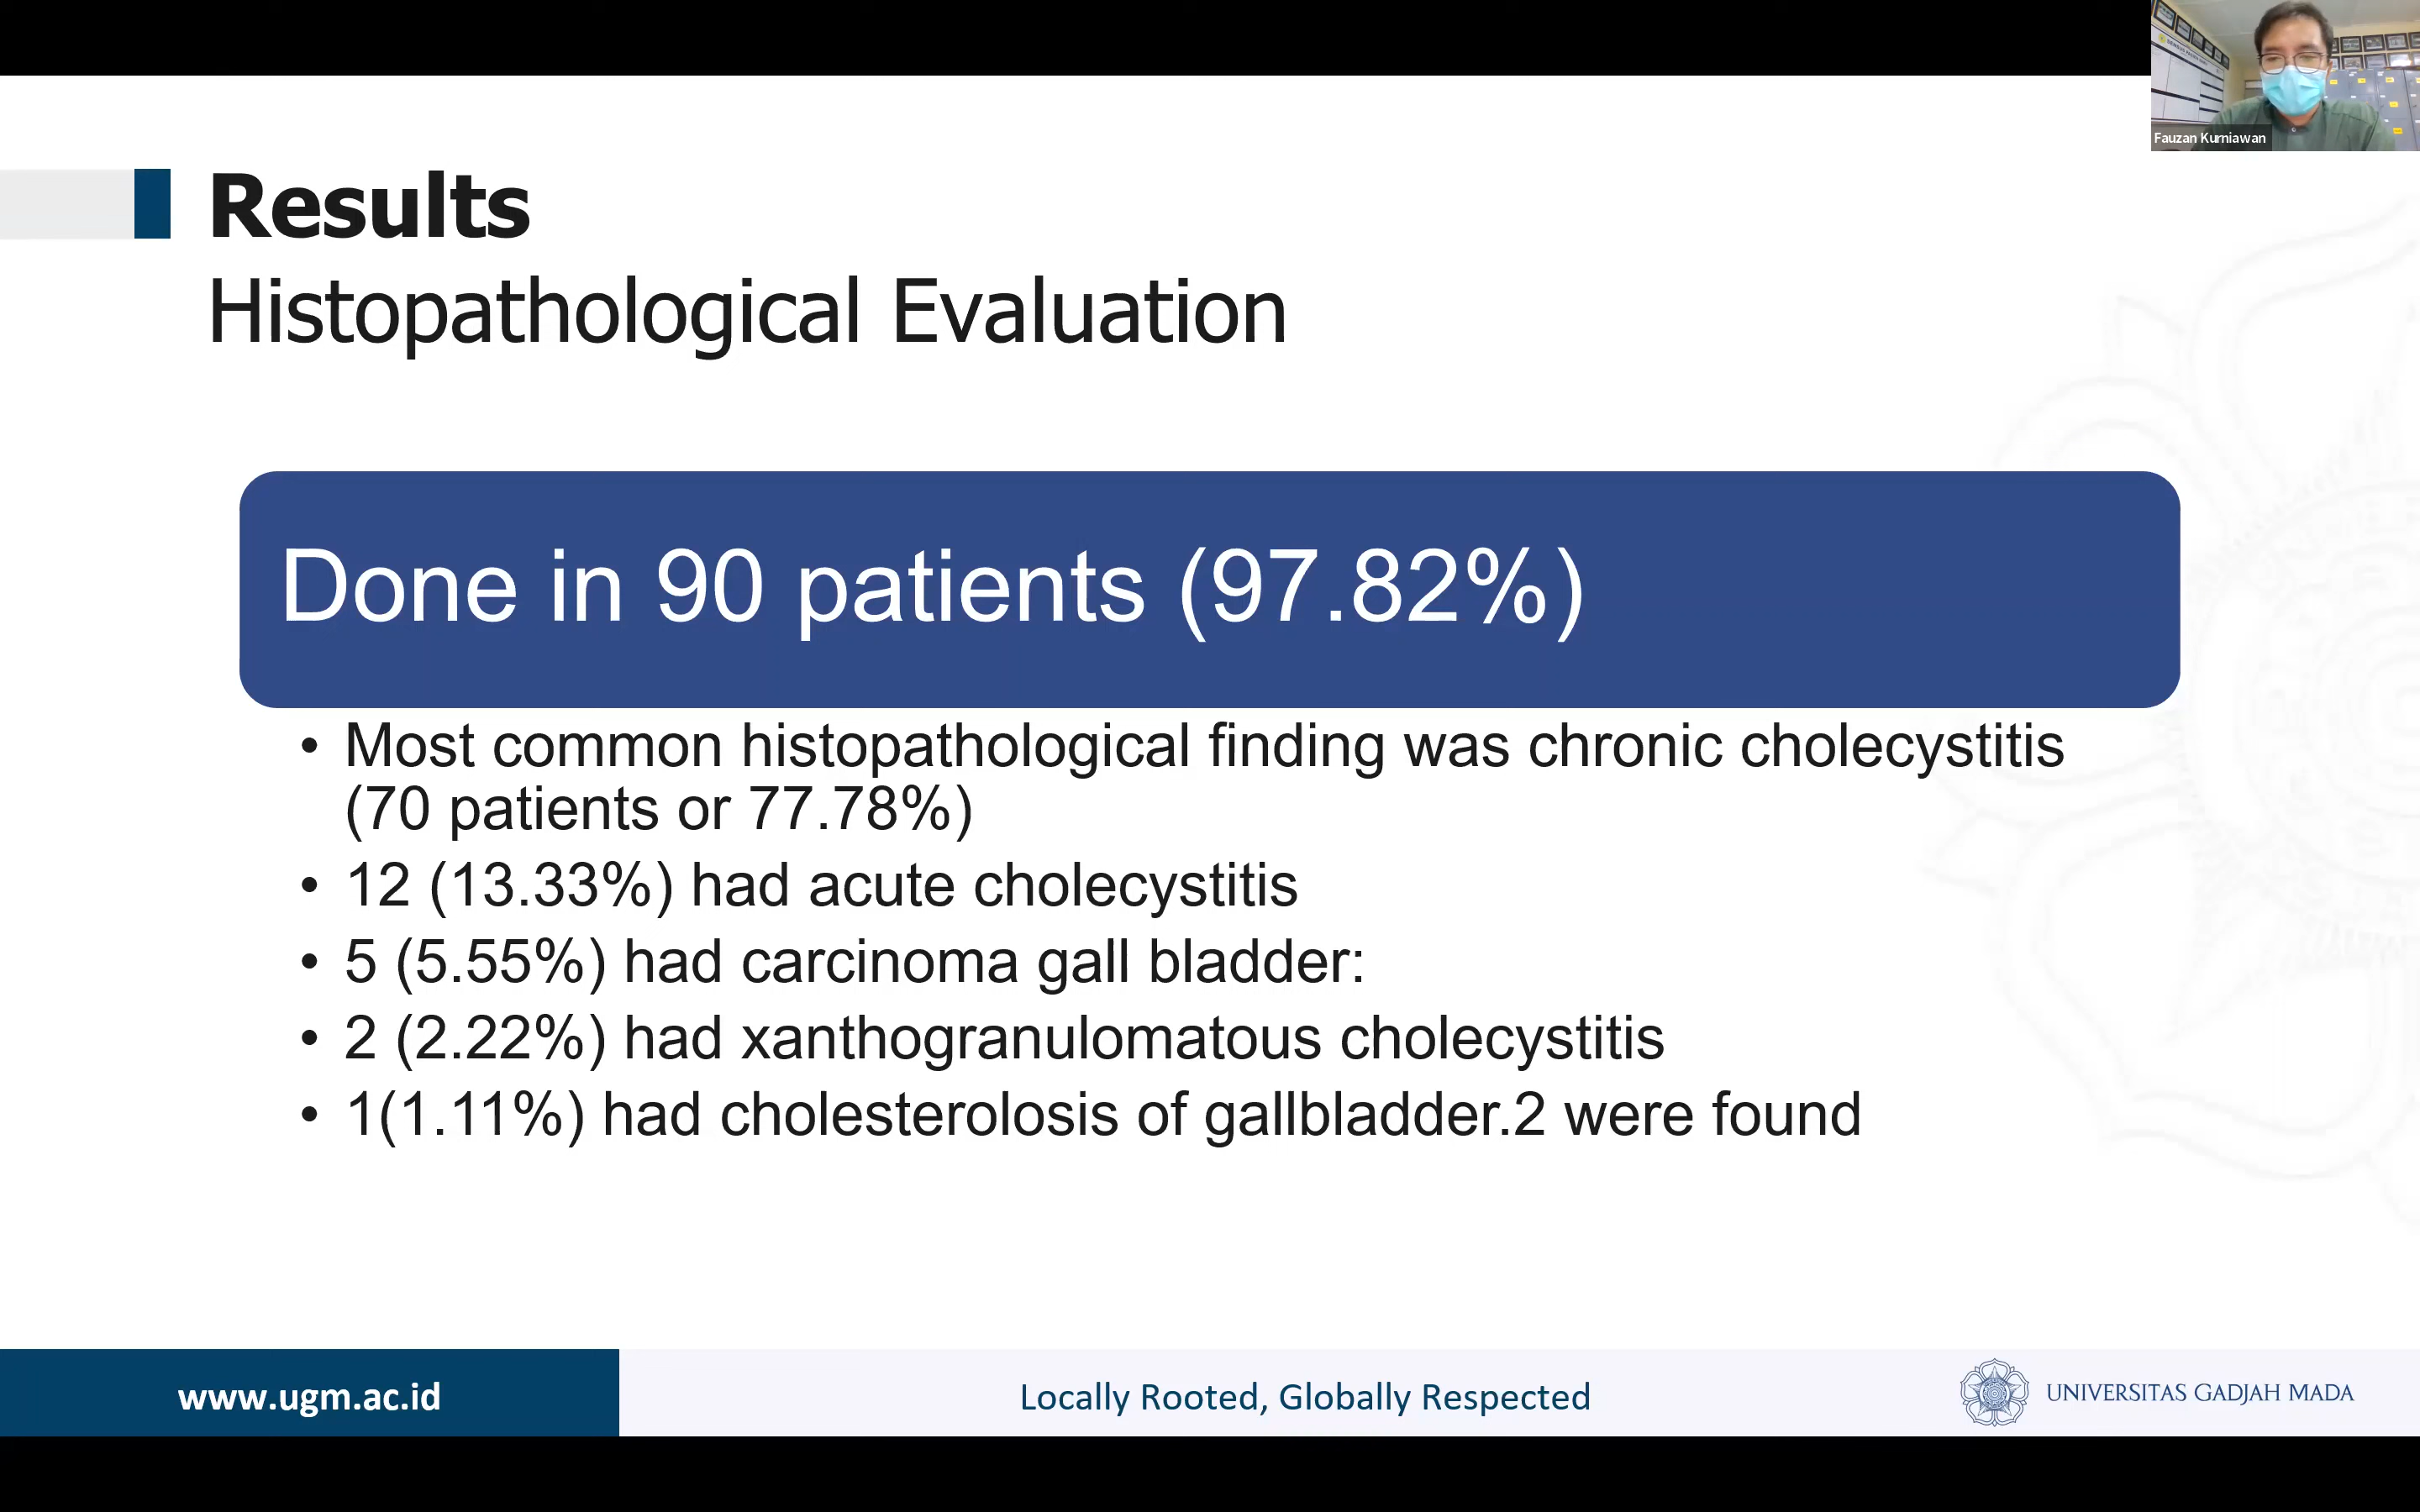 Fauzan Kurniawan
Results
Histopathological Evaluation
Done in 90 patients (97.82%)
• Most common histopathological finding was chronic cholecystitis
(70 patients or 77.78%)
• 12 (13.33%) had acute cholecystitis
• 5 (5.55%) had carcinoma gall bladder:
• 2 (2.22%) had xanthogranulomatous cholecystitis
• 1(1.11%) had cholesterolosis of gallbladder.2 were found
www.ugm.ac.id
Locally Rooted, Globally Respected
UNIVERSITAS GADJAH MADA